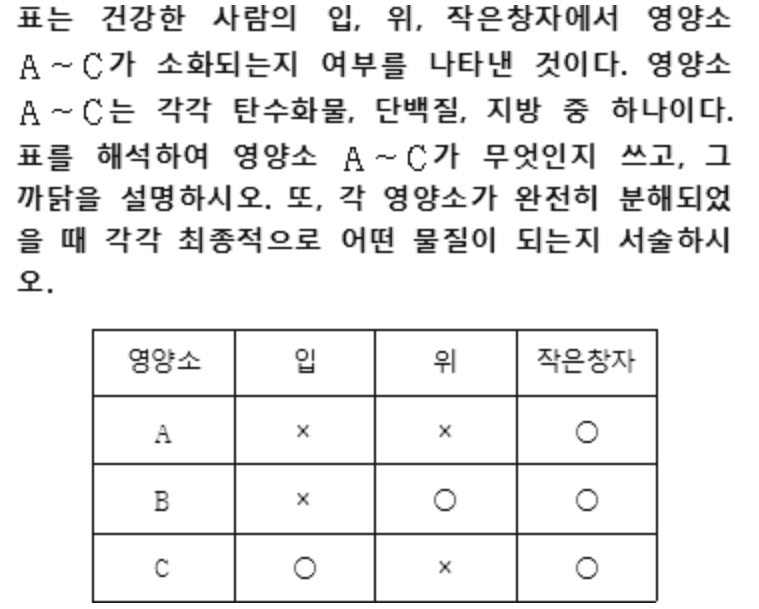 표는 건강한 사람의 입, 위, 작은창자에서 영양소
A ~ C가 소화되는지 여부를 나타낸 것이다. 영양소
A ~ C는 각각 탄수화물, 단백질, 지방 중 하나이다.
표를 해석하여 영양소 A ~ C가 무엇인지 쓰고, 그
까닭을 설명하시오. 또, 각 영양소가 완전히 분해되었
을 때 각각 최종적으로 어떤 물질이 되는지 서술하시
오.
영양소 입 위 작은창자
A × × ○
B × ○ ○
C ○ × ○